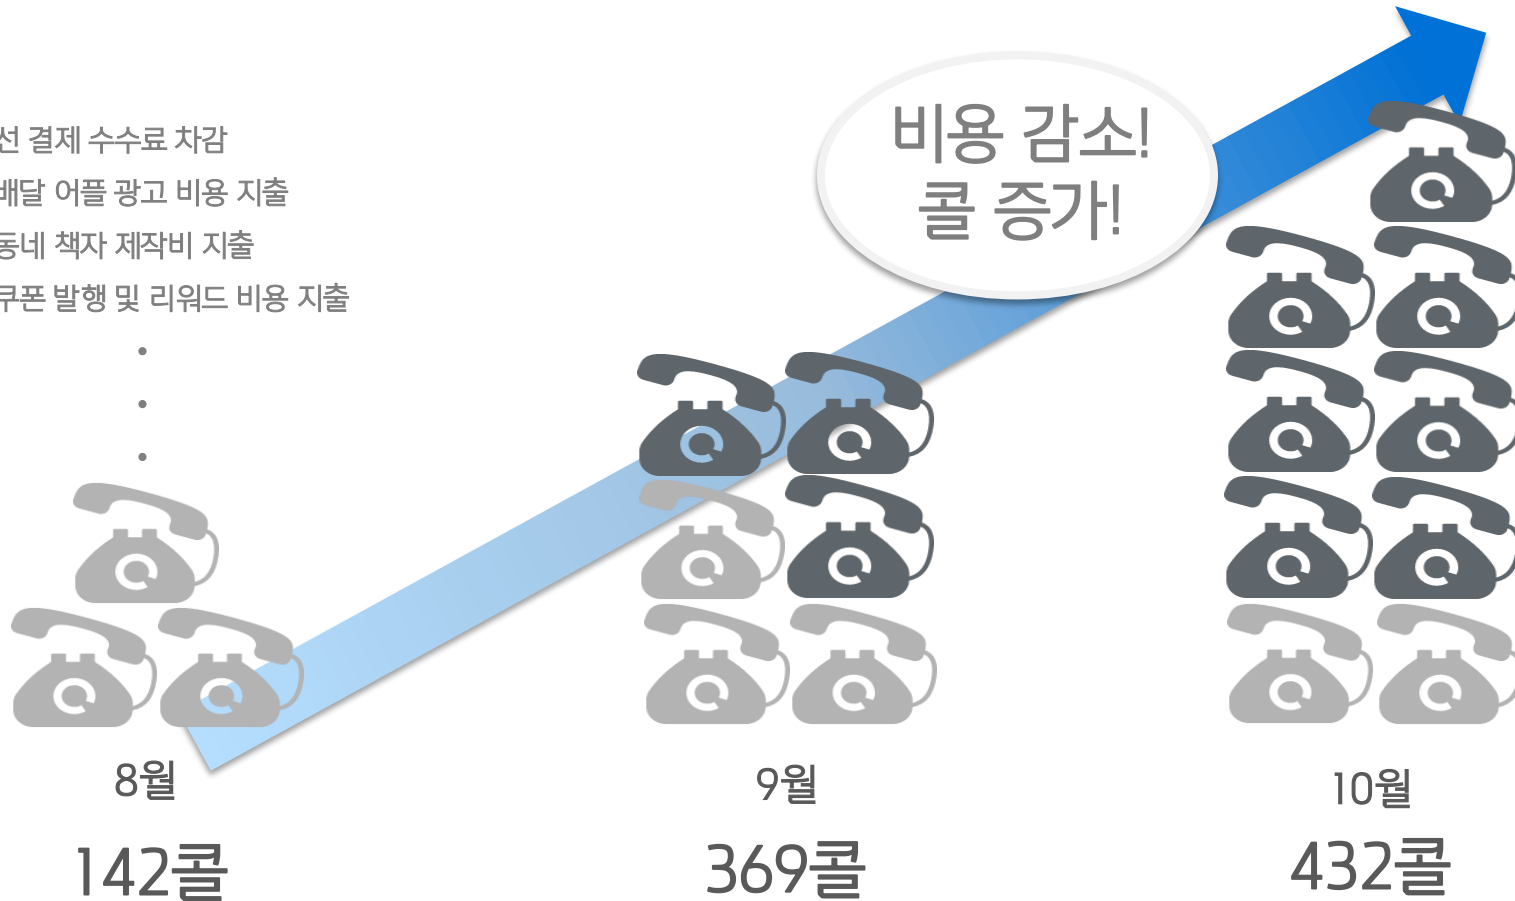 비용 감소!
콜 증가!
선 결제 수수료 차감
배달 어플 광고 비용 지출
동네 책자 제작비 지출
쿠폰 발행 및 리워드 비용 지출
8월
9월
10월
142콜
369콜
432콜